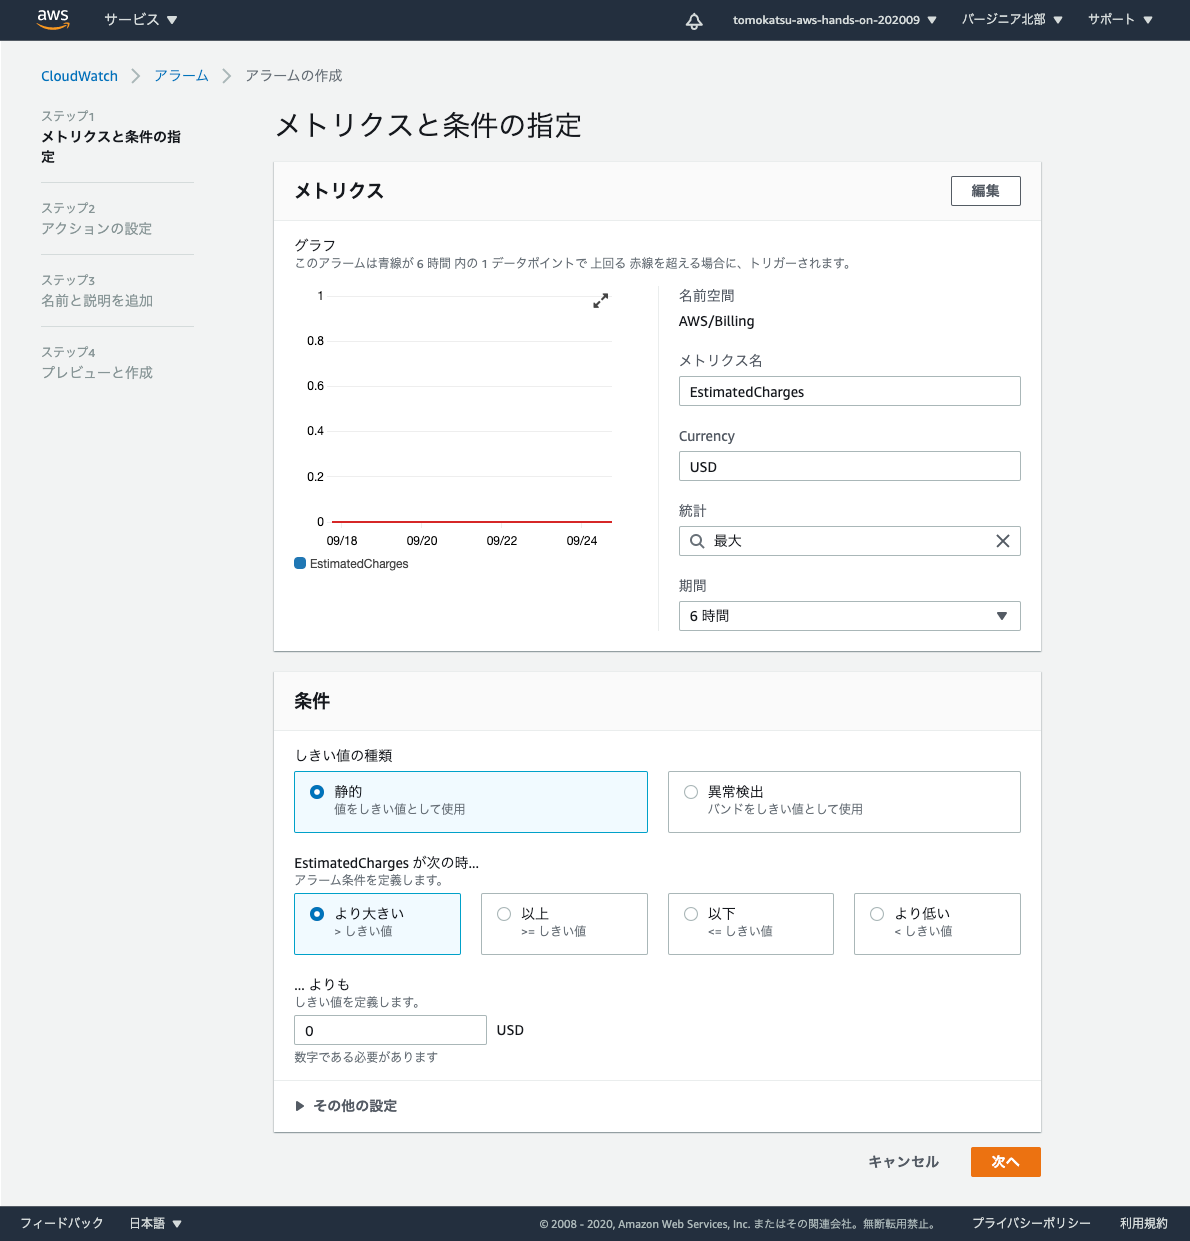 aws サービス tomokatsu-aws-hands-on-202009 バージニア北部 サポート
CloudWatch アラーム アラームの作成
ステップ1
メトリクスと条件の指
定
ステップ2
アクションの設定
ステップ3
名前と説明を追加
ステップ4
プレビューと作成
メトリクスと条件の指定
メトリクス
編集
グラフ
このアラームは青線が 6 時間 内の 1 データポイントで 上回る 赤線を超える場合に、トリガーされます。
1
0.8
0.6
0.4
0.2
0
09/18 09/20 09/22 09/24
EstimatedCharges
名前空間
AWS/Billing
メトリクス名
EstimatedCharges
Currency
USD
統計
最大
期間
6 時間
条件
しきい値の種類
静的
値をしきい値として使用
異常検出
バンドをしきい値として使用
EstimatedCharges が次の時...
アラーム条件を定義します。
より大きい
> しきい値
以上
>= しきい値
以下
<= しきい値
より低い
< しきい値
... よりも
しきい値を定義します。
0 USD
数字である必要があります
その他の設定
キャンセル 次へ
フィードバック 日本語 © 2008 - 2020, Amazon Web Services, Inc. またはその関連会社。無断転用禁止。 プライバシーポリシー 利用規約